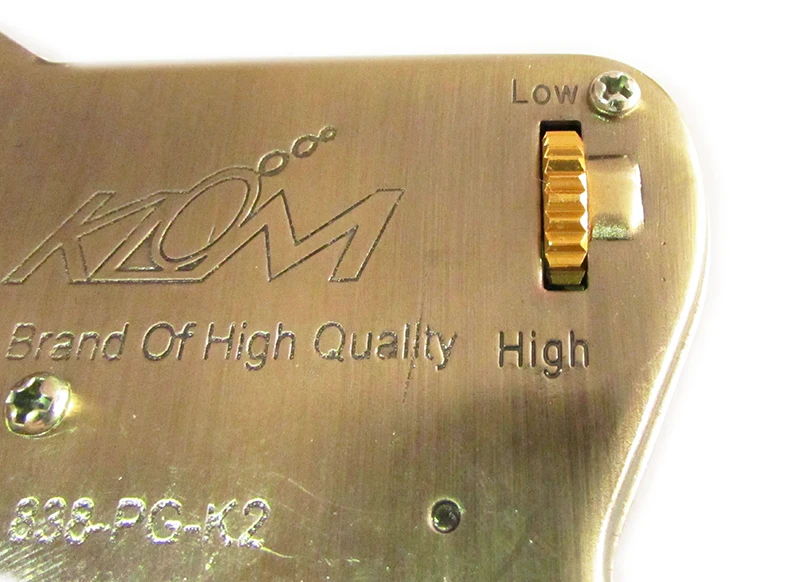 Low
KLOM
Brand Of High Quality
High
838-PG-K2